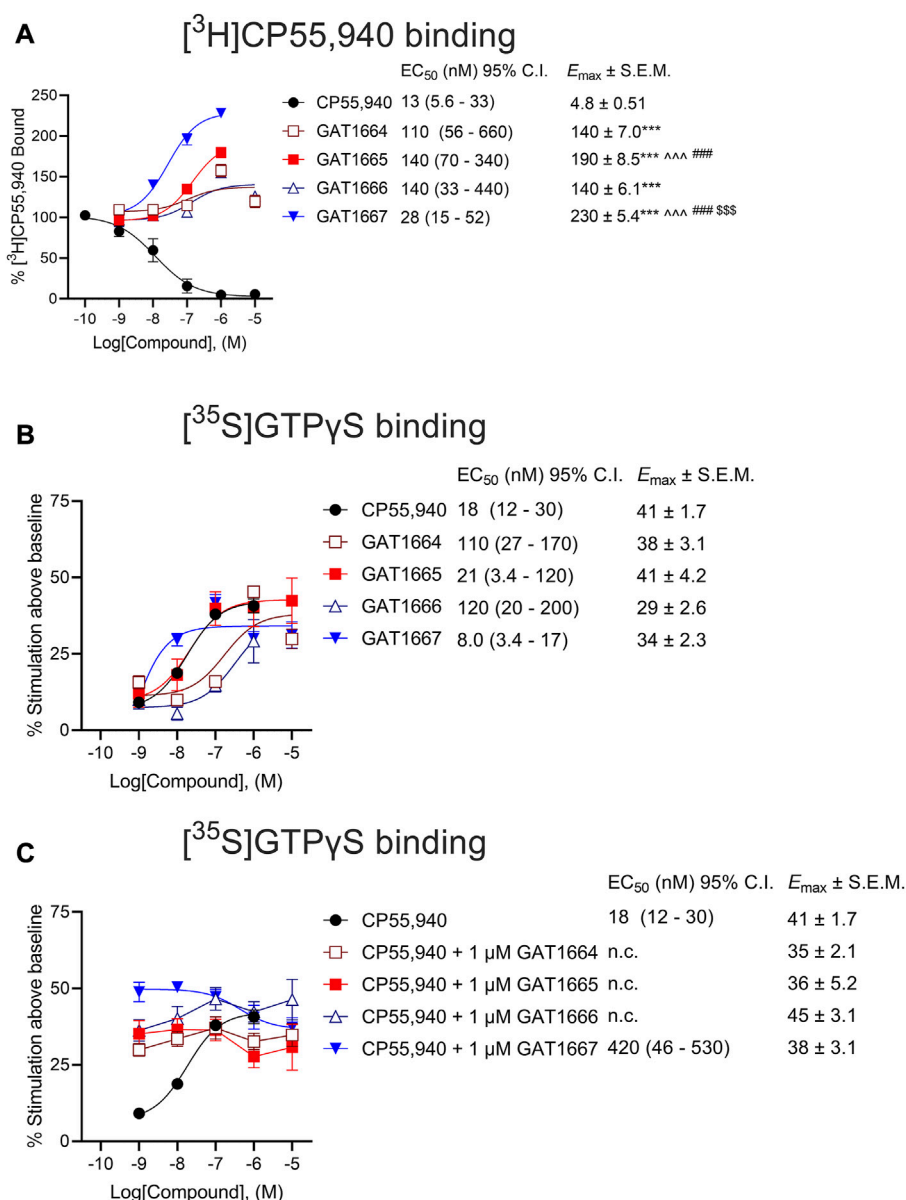 A [³H]CP55,940 binding
EC₅₀ (nM) 95% C.I. Eₘₐₓ ± S.E.M.
CP55,940 13 (5.6 - 33) 4.8 ± 0.51
GAT1664 110 (56 - 660) 140 ± 7.0***
GAT1665 140 (70 - 340) 190 ± 8.5*** ^^^ ###
GAT1666 140 (33 - 440) 140 ± 6.1***
GAT1667 28 (15 - 52) 230 ± 5.4*** ^^^ ### $$$
% [³H]CP55,940 Bound
250
200
150
100
50
0
-10 -9 -8 -7 -6 -5
Log[Compound], (M)
B [³⁵S]GTPγS binding
EC₅₀ (nM) 95% C.I. Eₘₐₓ ± S.E.M.
CP55,940 18 (12 - 30) 41 ± 1.7
GAT1664 110 (27 - 170) 38 ± 3.1
GAT1665 21 (3.4 - 120) 41 ± 4.2
GAT1666 120 (20 - 200) 29 ± 2.6
GAT1667 8.0 (3.4 - 17) 34 ± 2.3
% Stimulation above baseline
75
50
25
0
-10 -9 -8 -7 -6 -5
Log[Compound], (M)
C [³⁵S]GTPγS binding
EC₅₀ (nM) 95% C.I. Eₘₐₓ ± S.E.M.
CP55,940 18 (12 - 30) 41 ± 1.7
CP55,940 + 1 µM GAT1664 n.c. 35 ± 2.1
CP55,940 + 1 µM GAT1665 n.c. 36 ± 5.2
CP55,940 + 1 µM GAT1666 n.c. 45 ± 3.1
CP55,940 + 1 µM GAT1667 420 (46 - 530) 38 ± 3.1
% Stimulation above baseline
75
50
25
0
-10 -9 -8 -7 -6 -5
Log[Compound], (M)